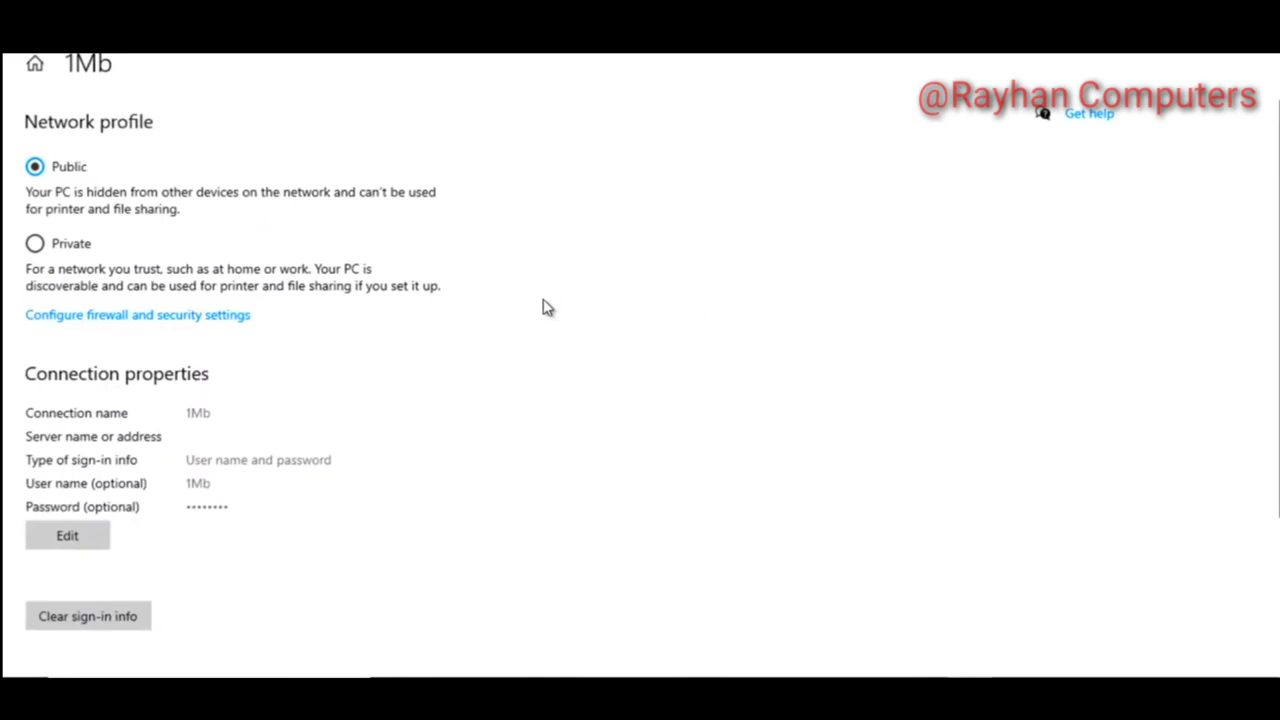 1Mb
@Rayhan Computers
Get help
Network profile
Public
Your PC is hidden from other devices on the network and can't be used
for printer and file sharing.
Private
For a network you trust, such as at home or work. Your PC is
discoverable and can be used for printer and file sharing if you set it up.
Configure firewall and security settings
Connection properties
Connection name 1Mb
Server name or address
Type of sign-in info User name and password
User name (optional) 1Mb
Password (optional) ••••••••
Edit
Clear sign-in info